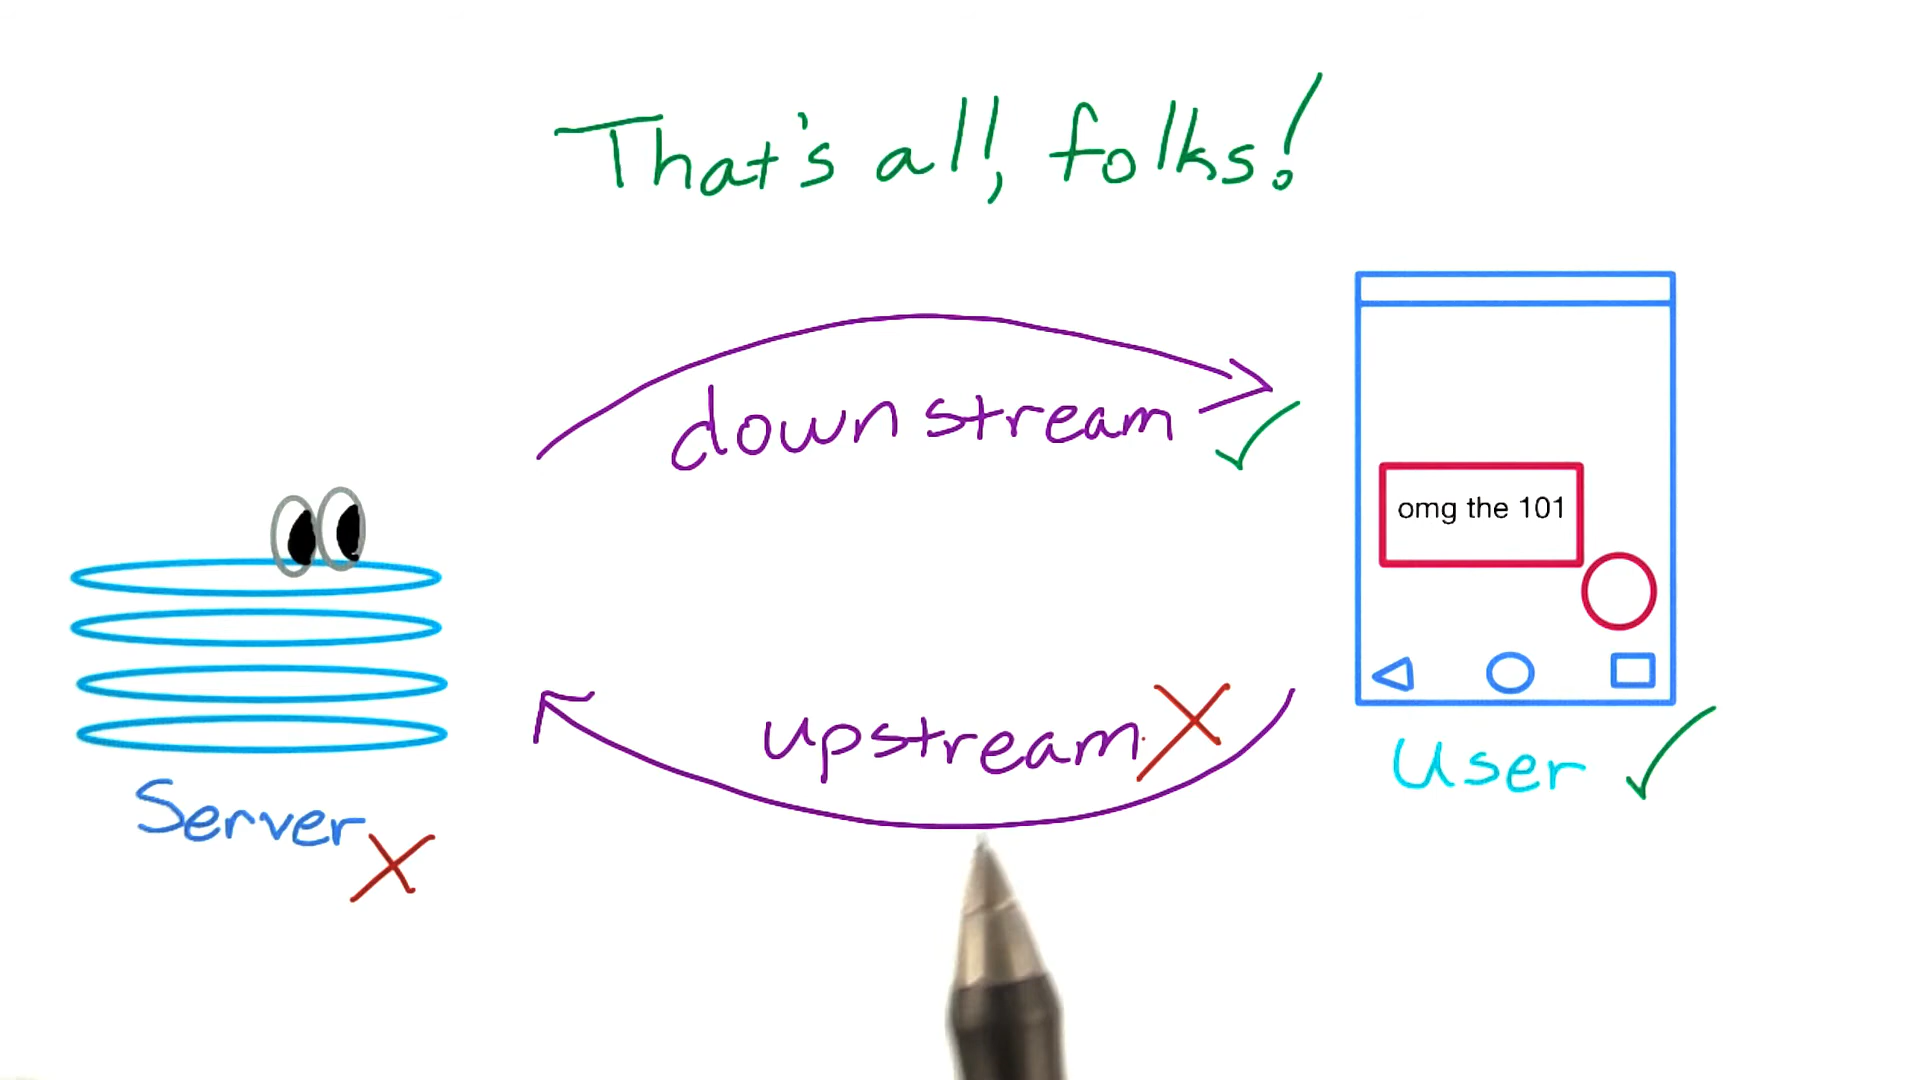 That's all, folks!
downstream
omg the 101
upstream
User
Server